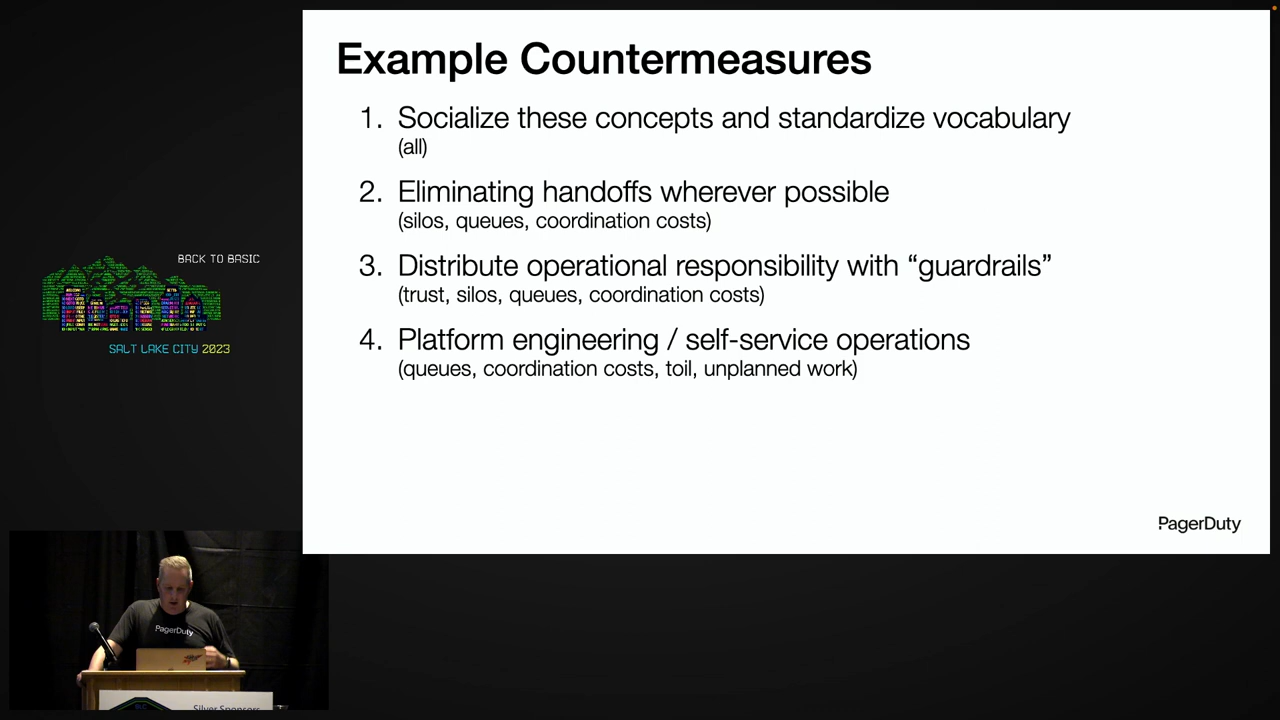 Example Countermeasures
1. Socialize these concepts and standardize vocabulary
(all)
2. Eliminating handoffs wherever possible
(silos, queues, coordination costs)
3. Distribute operational responsibility with “guardrails”
(trust, silos, queues, coordination costs)
4. Platform engineering / self-service operations
(queues, coordination costs, toil, unplanned work)
PagerDuty
BACK TO BASIC
SALT LAKE CITY 2023
PagerDuty
Silver Sponsors